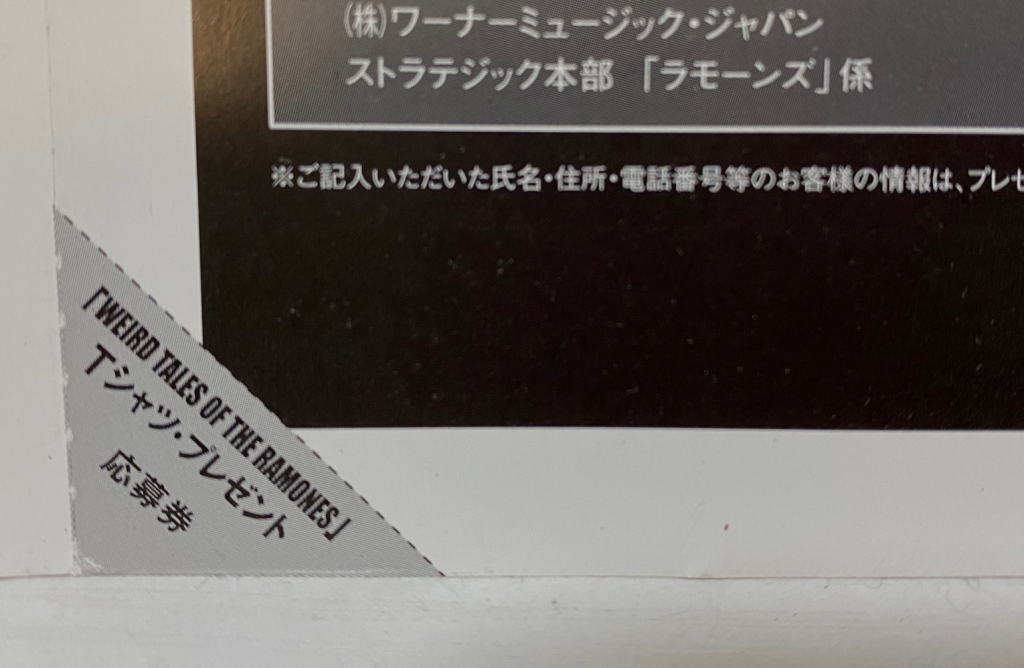 ㈱ワーナーミュージック・ジャパン
ストラテジック本部 「ラモーンズ」係
※ご記入いただいた氏名・住所・電話番号等のお客様の情報は、プレゼ
「WEIRD TALES OF THE RAMONES」
Tシャツ・プレゼント
応募券